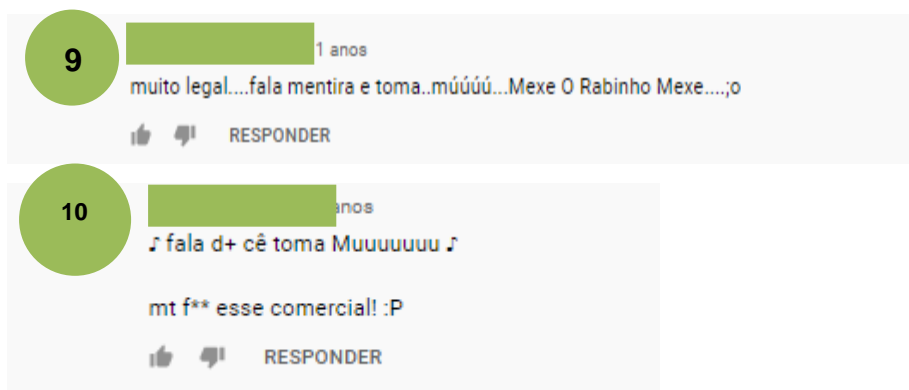 9
1 anos
muito legal....fala mentira e toma..múúúú...Mexe O Rabinho Mexe....;o
RESPONDER
10
anos
♪ fala d+ cê toma Muuuuuuu ♪
mt f** esse comercial! :P
RESPONDER